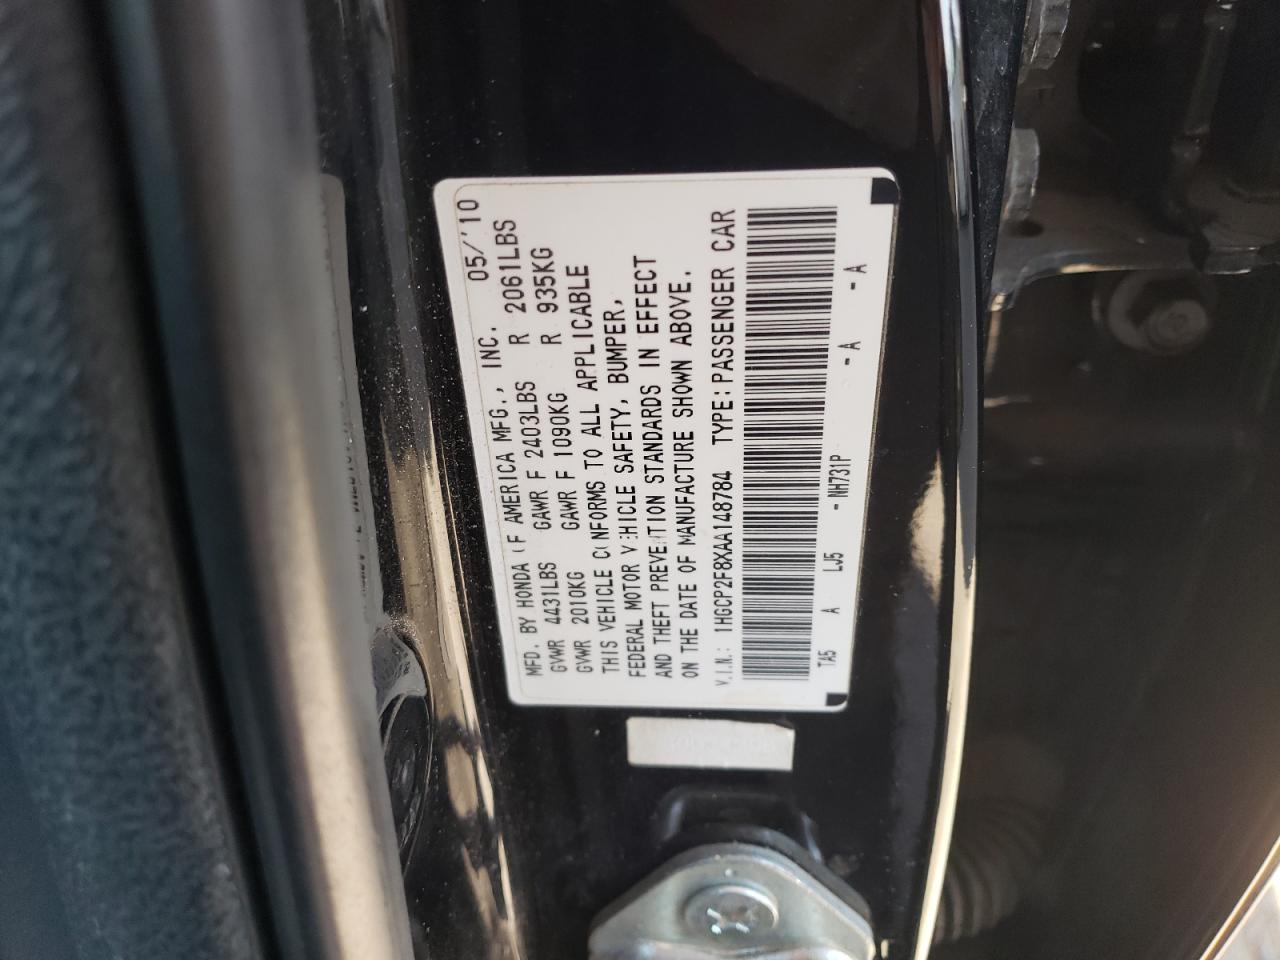 MFD. BY HONDA OF AMERICA MFG., INC. 05/'10
GVWR 4431LBS GAWR F 2403LBS R 2061LBS
GVWR 2010KG GAWR F 1090KG R 935KG
THIS VEHICLE CONFORMS TO ALL APPLICABLE
FEDERAL MOTOR VEHICLE SAFETY, BUMPER,
AND THEFT PREVENTION STANDARDS IN EFFECT
ON THE DATE OF MANUFACTURE SHOWN ABOVE.
V.I.N.: 1HGCP2F8XAA148784 TYPE:PASSENGER CAR
TA5 A LJ5 - NH731P - A - A